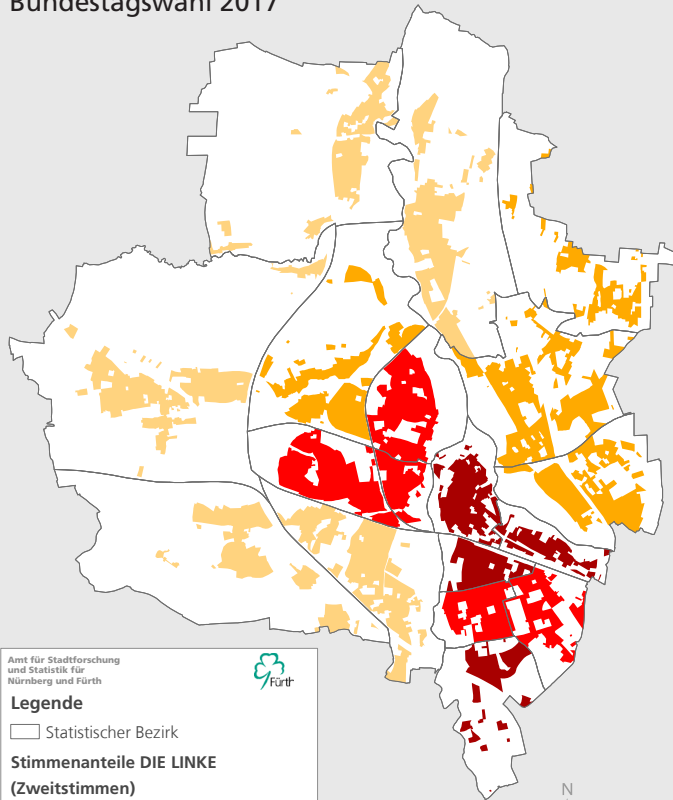 Bundestagswahl 2017
Amt für Stadtforschung
und Statistik für
Nürnberg und Fürth
Fürth
Legende
Statistischer Bezirk
Stimmenanteile DIE LINKE
(Zweitstimmen)
N